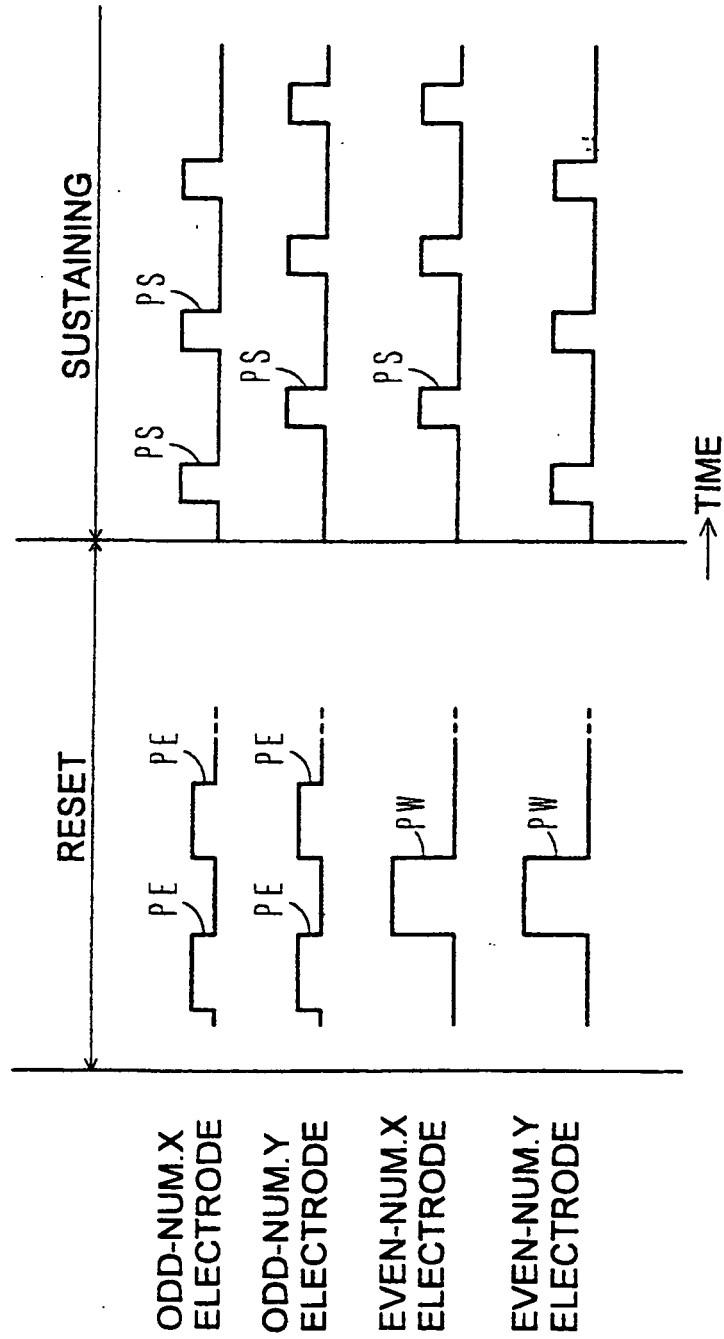 RESET
SUSTAINING
ODD-NUM.X
ELECTRODE
PE
PE
PS
PS
ODD-NUM.Y
ELECTRODE
PE
PE
PS
EVEN-NUM.X
ELECTRODE
PW
PS
EVEN-NUM.Y
ELECTRODE
PW
TIME